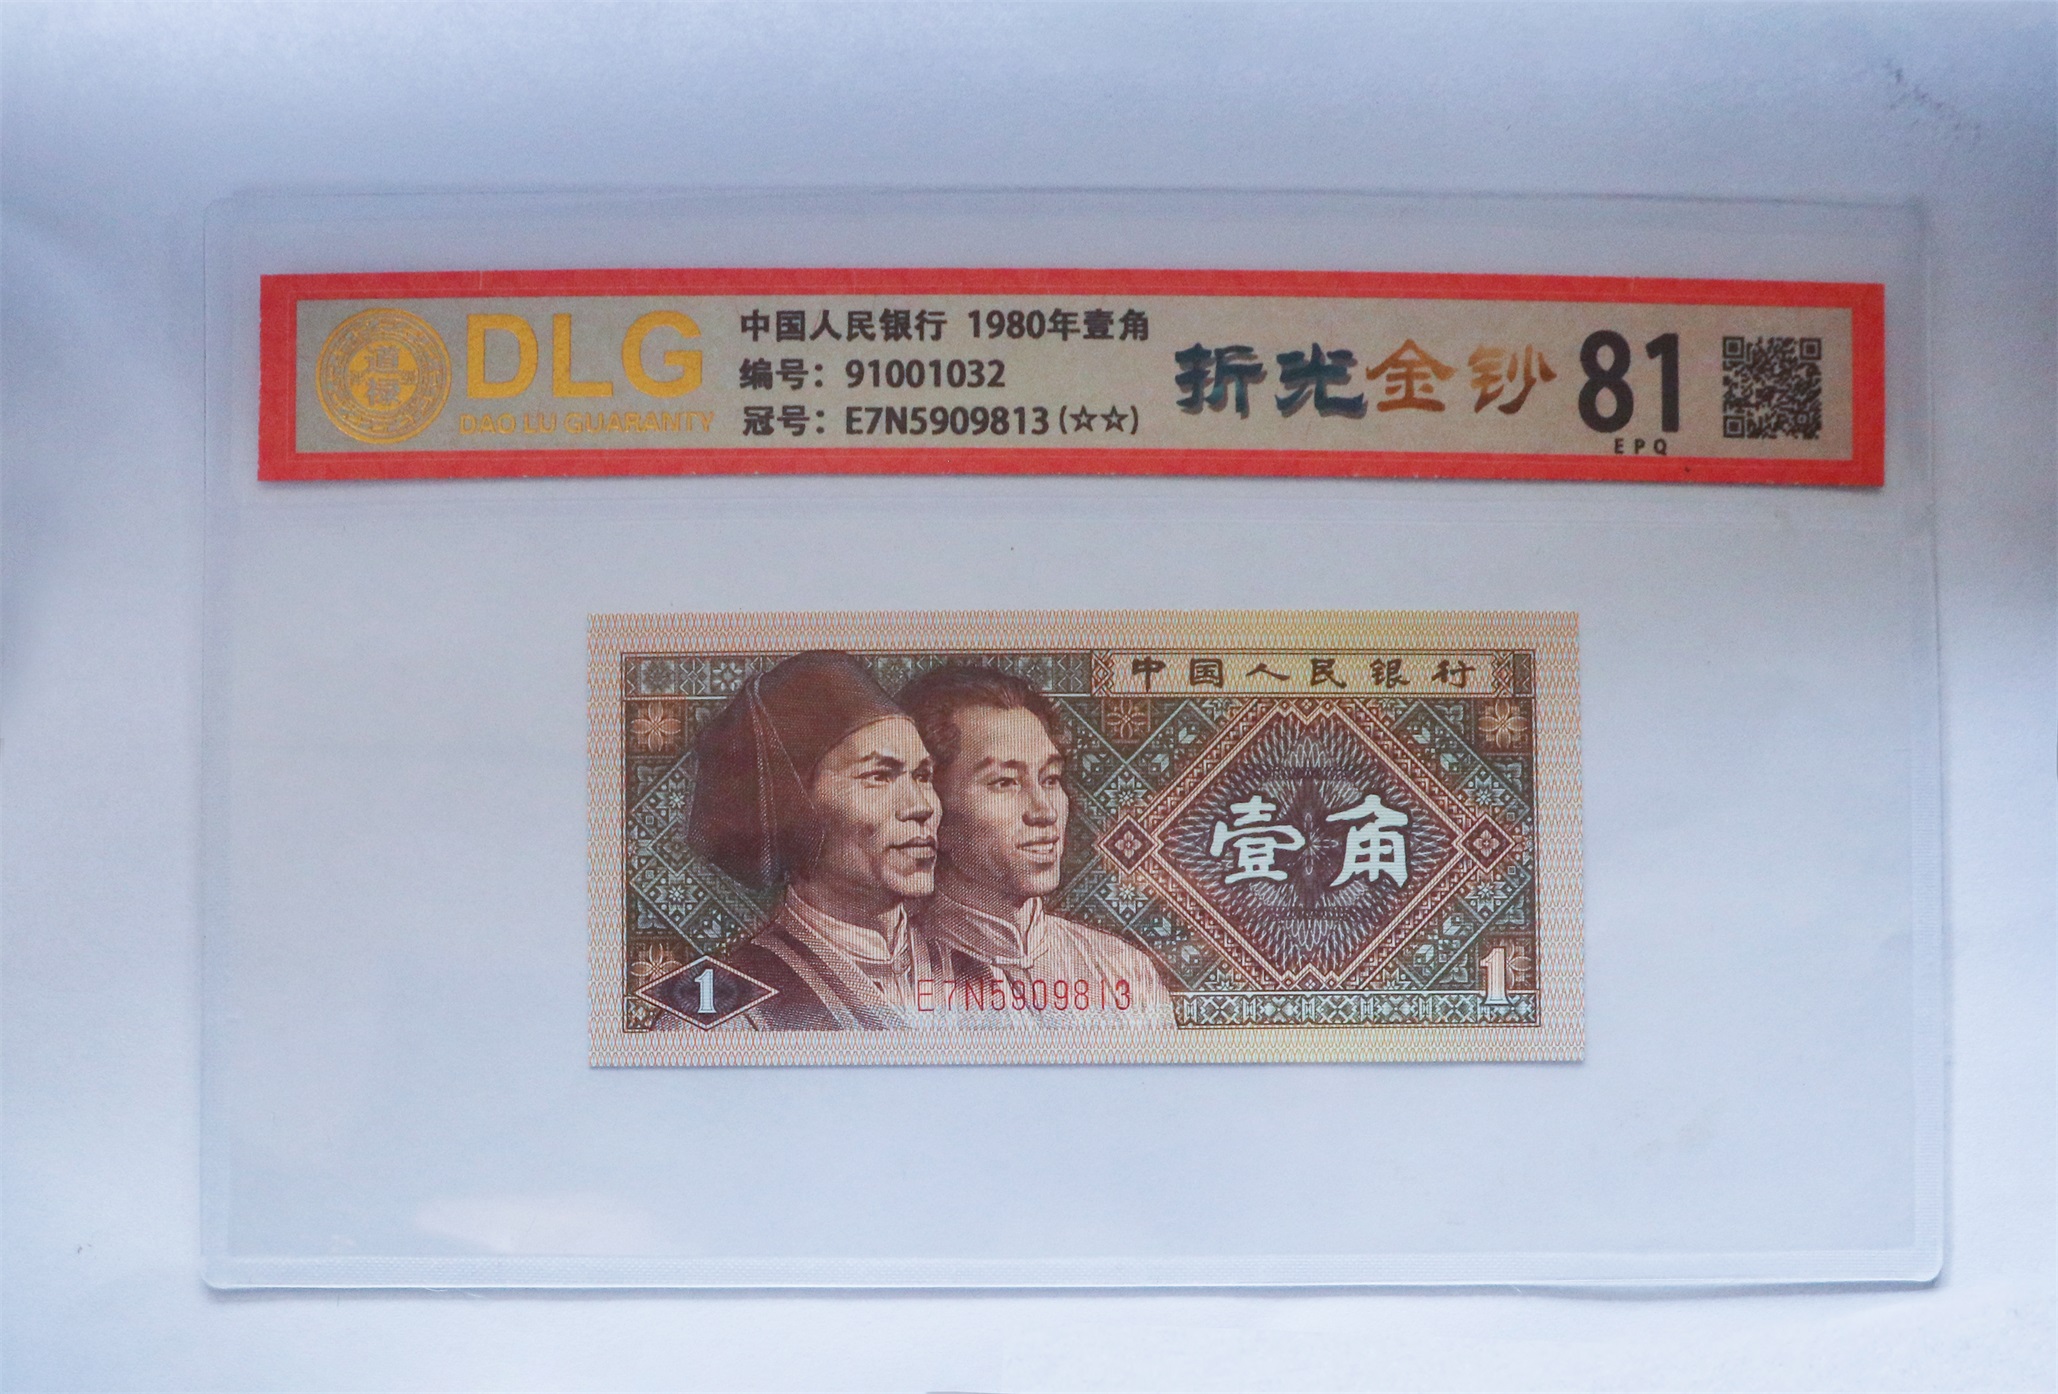 DLG
DAO LU GUARANTY
中国人民银行 1980年壹角
编号：91001032
冠号：E7N5909813(☆☆)
折光金钞
81
EPQ
中国人民银行
壹角
1
E7N5909813
1